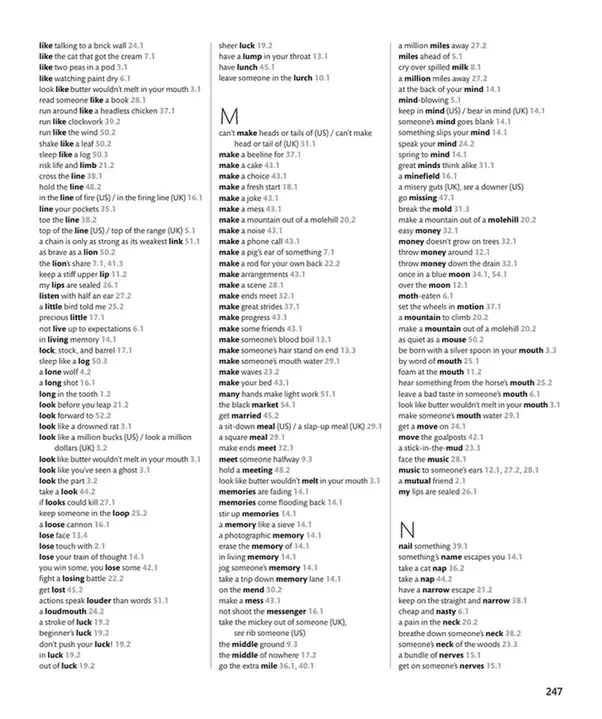 like talking to a brick wall 24.1
like the cat that got the cream 7.1
like two peas in a pod 3.1
like watching paint dry 6.1
look like butter wouldn't melt in your mouth 3.1
read someone like a book 28.1
run around like a headless chicken 37.1
run like clockwork 39.2
run like the wind 50.2
shake like a leaf 50.2
sleep like a log 50.3
risk life and limb 21.2
cross the line 38.1
hold the line 48.2
in the line of fire (US) / in the firing line (UK) 16.1
line your pockets 35.1
toe the line 38.2
top of the line (US) / top of the range (UK) 5.1
a chain is only as strong as its weakest link 51.1
as brave as a lion 50.2
the lion's share 7.1, 41.3
keep a stiff upper lip 11.2
my lips are sealed 26.1
listen with half an ear 27.2
a little bird told me 25.2
precious little 17.1
not live up to expectations 6.1
in living memory 14.1
lock, stock, and barrel 17.1
sleep like a log 50.3
a lone wolf 4.2
a long shot 16.1
long in the tooth 1.2
look before you leap 21.2
look forward to 52.2
look like a drowned rat 3.1
look like a million bucks (US) / look a million
dollars (UK) 3.2
look like butter wouldn't melt in your mouth 3.1
look like you've seen a ghost 3.1
look the part 3.2
take a look 44.2
if looks could kill 27.1
keep someone in the loop 25.2
a loose cannon 16.1
lose face 13.4
lose touch with 2.1
lose your train of thought 14.1
you win some, you lose some 42.1
fight a losing battle 22.2
get lost 45.2
actions speak louder than words 51.1
a loudmouth 24.2
a stroke of luck 19.2
beginner's luck 19.2
don't push your luck! 19.2
in luck 19.2
out of luck 19.2
sheer luck 19.2
have a lump in your throat 13.1
have lunch 45.1
leave someone in the lurch 10.1
M
can't make heads or tails of (US) / can't make
head or tail of (UK) 31.1
make a beeline for 37.1
make a cake 43.1
make a choice 43.1
make a fresh start 18.1
make a joke 43.1
make a mess 43.1
make a mountain out of a molehill 20.2
make a noise 43.1
make a phone call 43.1
make a pig's ear of something 7.1
make a rod for your own back 22.2
make arrangements 43.1
make a scene 28.1
make ends meet 32.1
make great strides 37.1
make progress 43.1
make some friends 43.1
make someone's blood boil 13.1
make someone's hair stand on end 13.3
make someone's mouth water 29.1
make waves 23.2
make your bed 43.1
many hands make light work 51.1
the black market 54.1
get married 45.2
a sit-down meal (US) / a slap-up meal (UK) 29.1
a square meal 29.1
make ends meet 32.1
meet someone halfway 9.3
hold a meeting 48.2
look like butter wouldn't melt in your mouth 3.1
memories are fading 14.1
memories come flooding back 14.1
stir up memories 14.1
a memory like a sieve 14.1
a photographic memory 14.1
erase the memory of 14.1
in living memory 14.1
jog someone's memory 14.1
take a trip down memory lane 14.1
on the mend 30.2
make a mess 43.1
not shoot the messenger 16.1
take the mickey out of someone (UK),
see rib someone (US)
the middle ground 9.3
the middle of nowhere 17.2
go the extra mile 36.1, 40.1
a million miles away 27.2
miles ahead of 5.1
cry over spilled milk 8.1
a million miles away 27.2
at the back of your mind 14.1
mind-blowing 5.1
keep in mind (US) / bear in mind (UK) 14.1
someone's mind goes blank 14.1
something slips your mind 14.1
speak your mind 24.2
spring to mind 14.1
great minds think alike 31.1
a minefield 16.1
a misery guts (UK), see a downer (US)
go missing 47.1
break the mold 31.3
make a mountain out of a molehill 20.2
easy money 32.1
money doesn't grow on trees 32.1
throw money around 32.1
throw money down the drain 32.1
once in a blue moon 34.1, 54.1
over the moon 12.1
moth-eaten 6.1
set the wheels in motion 37.1
a mountain to climb 20.2
make a mountain out of a molehill 20.2
as quiet as a mouse 50.2
be born with a silver spoon in your mouth 3.3
by word of mouth 25.1
foam at the mouth 11.2
hear something from the horse's mouth 25.2
leave a bad taste in someone's mouth 6.1
look like butter wouldn't melt in your mouth 3.1
make someone's mouth water 29.1
get a move on 34.1
move the goalposts 42.1
a stick-in-the-mud 23.3
face the music 28.1
music to someone's ears 12.1, 27.2, 28.1
a mutual friend 2.1
my lips are sealed 26.1
N
nail something 39.1
something's name escapes you 14.1
take a cat nap 36.2
take a nap 44.2
have a narrow escape 21.2
keep on the straight and narrow 38.1
cheap and nasty 6.1
a pain in the neck 20.2
breathe down someone's neck 38.2
someone's neck of the woods 23.3
a bundle of nerves 15.1
get on someone's nerves 15.1
247